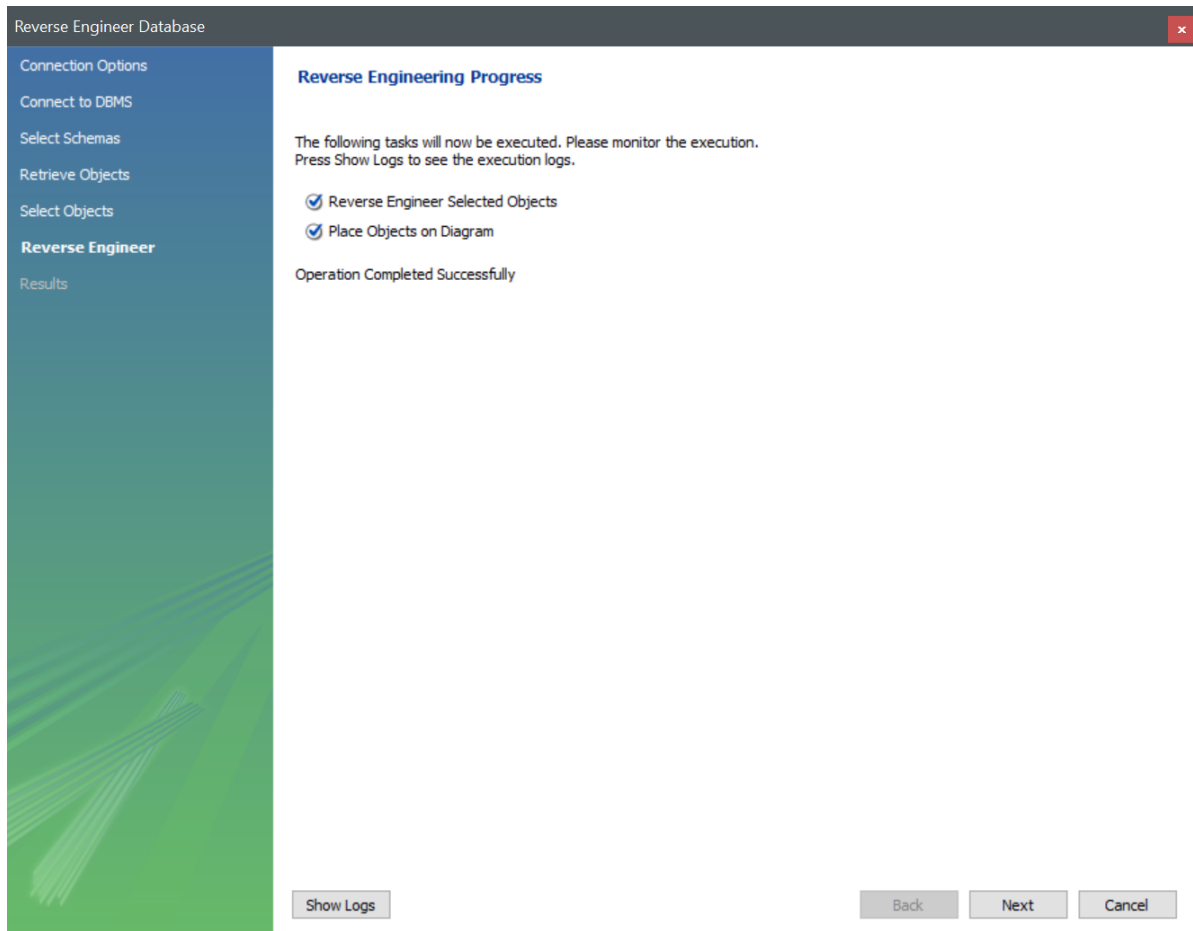 Reverse Engineer Database
Connection Options
Connect to DBMS
Select Schemas
Retrieve Objects
Select Objects
Reverse Engineer
Results
Reverse Engineering Progress
The following tasks will now be executed. Please monitor the execution.
Press Show Logs to see the execution logs.
Reverse Engineer Selected Objects
Place Objects on Diagram
Operation Completed Successfully
Show Logs
Back
Next
Cancel